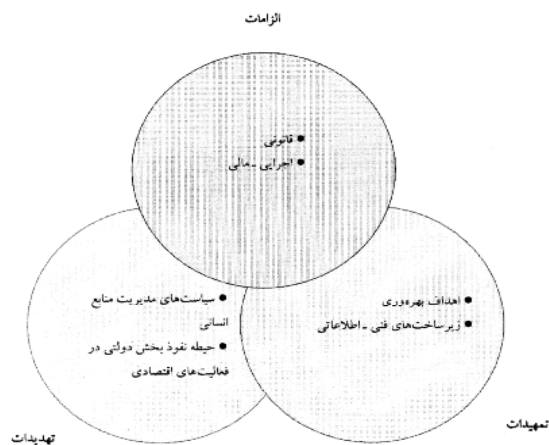 الزامات
● قانونی
● اجرایی ـ مالی
● سیاست‌های مدیریت منابع
انسانی
● حیطه نفوذ بخش دولتی در
فعالیت‌های اقتصادی
● اهداف بهره‌وری
● زیرساخت‌های فنی ـ اطلاعاتی
تمهیدات
تهدیدات